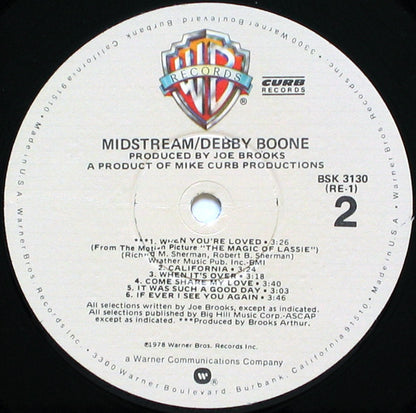 WB
RECORDS
®
CURB
RECORDS
MIDSTREAM/DEBBY BOONE
PRODUCED BY JOE BROOKS
A PRODUCT OF MIKE CURB PRODUCTIONS
BSK 3130
(RE-1)
2
***1. WHEN YOU'RE LOVED • 3:26
(From The Motion Picture "THE MAGIC OF LASSIE")
(Richard M. Sherman, Robert B. Sherman)
Wrather Music Pub. Inc.-BMI
2. CALIFORNIA • 3:24
3. WHEN IT'S OVER • 3:18
4. COME SHARE MY LOVE • 3:40
5. IT WAS SUCH A GOOD DAY • 3:03
6. IF EVER I SEE YOU AGAIN • 3:46
All selections written by Joe Brooks, except as indicated.
All selections published by Big Hill Music Corp.-ASCAP
except as indicated. ***Produced by Brooks Arthur.
℗1978 Warner Bros. Records Inc.
a Warner Communications Company
W
®
Warner Bros. Records Inc. • 3300 Warner Boulevard, Burbank, California 91510 • Made in U.S.A.
Warner Bros. Records Inc. • 3300 Warner Boulevard, Burbank, California 91510 • Made in U.S.A.